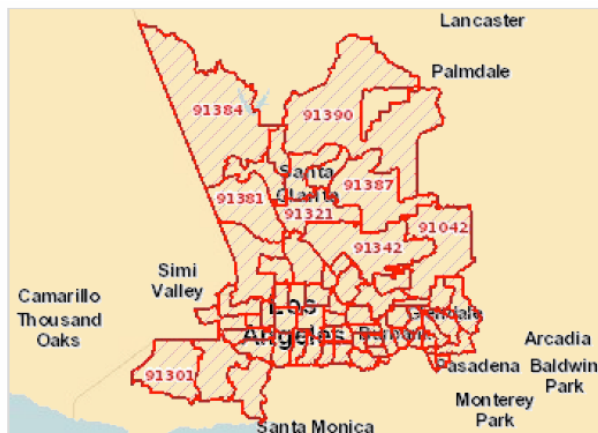 Lancaster
Palmdale
91384
91390
Santa
Clarita
91387
91381
91321
91042
91342
Simi
Valley
Camarillo
Thousand
Oaks
Los
Angeles
Glendale
Burbank
Arcadia
Pasadena
Baldwin
Park
91301
Monterey
Park
Santa Monica